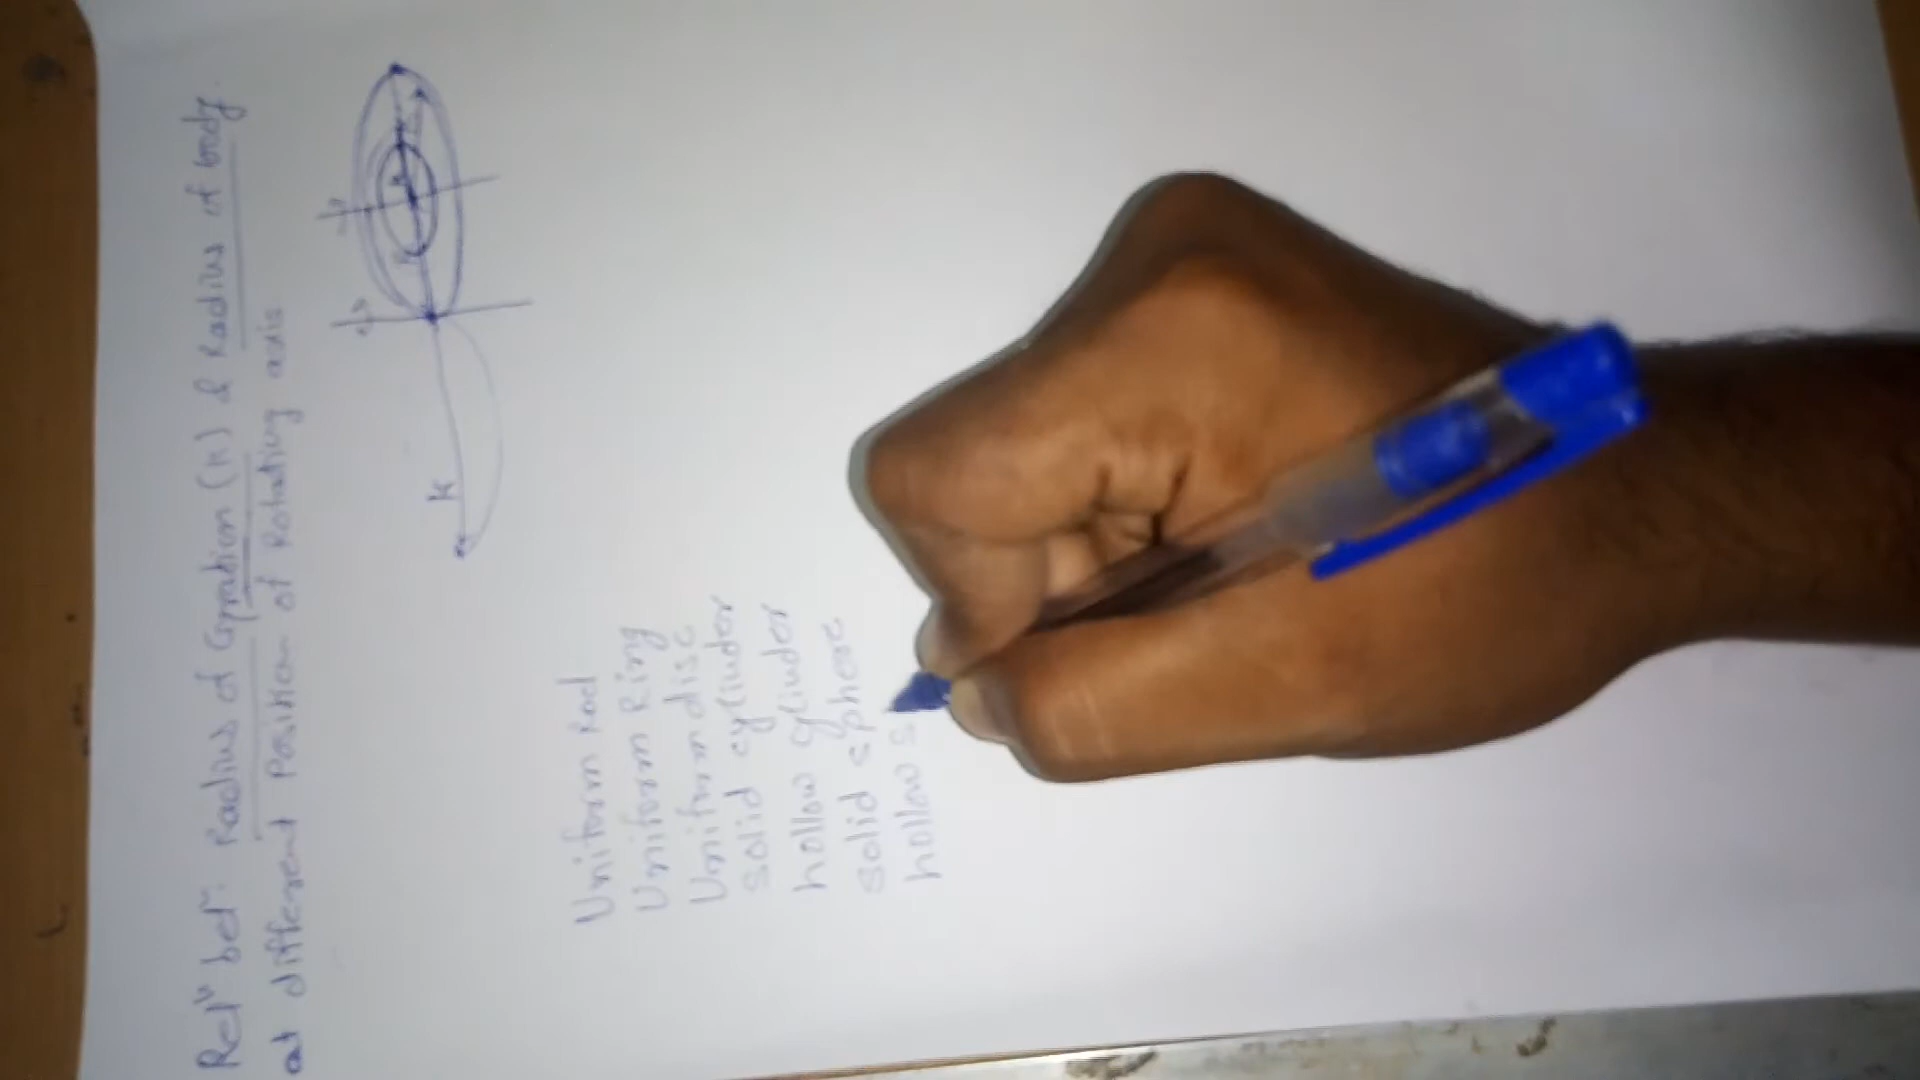 Relⁿ betⁿ: Radius of Gyration (K) & Radius of body.
at different Position of Rotating axis
K
Uniform Rod
Uniform Ring
Uniform disc
solid cylinder
hollow cylinder
solid sphere
hollow s